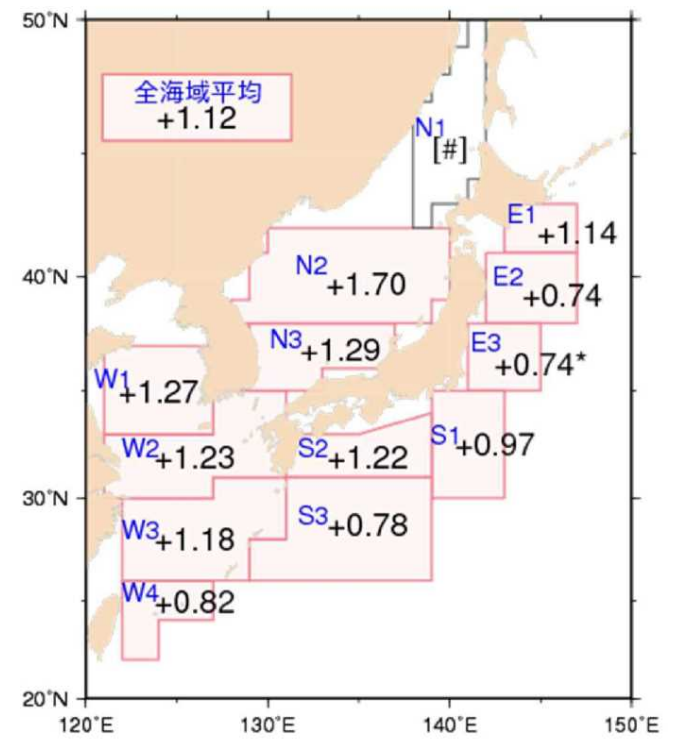 50°N
全海域平均
+1.12
N1
[#]
E1
+1.14
40°N
N2
+1.70
E2
+0.74
N3
+1.29
E3
+0.74*
W1
+1.27
W2
+1.23
S2
+1.22
S1
+0.97
30°N
W3
+1.18
S3
+0.78
W4
+0.82
20°N
120°E
130°E
140°E
150°E